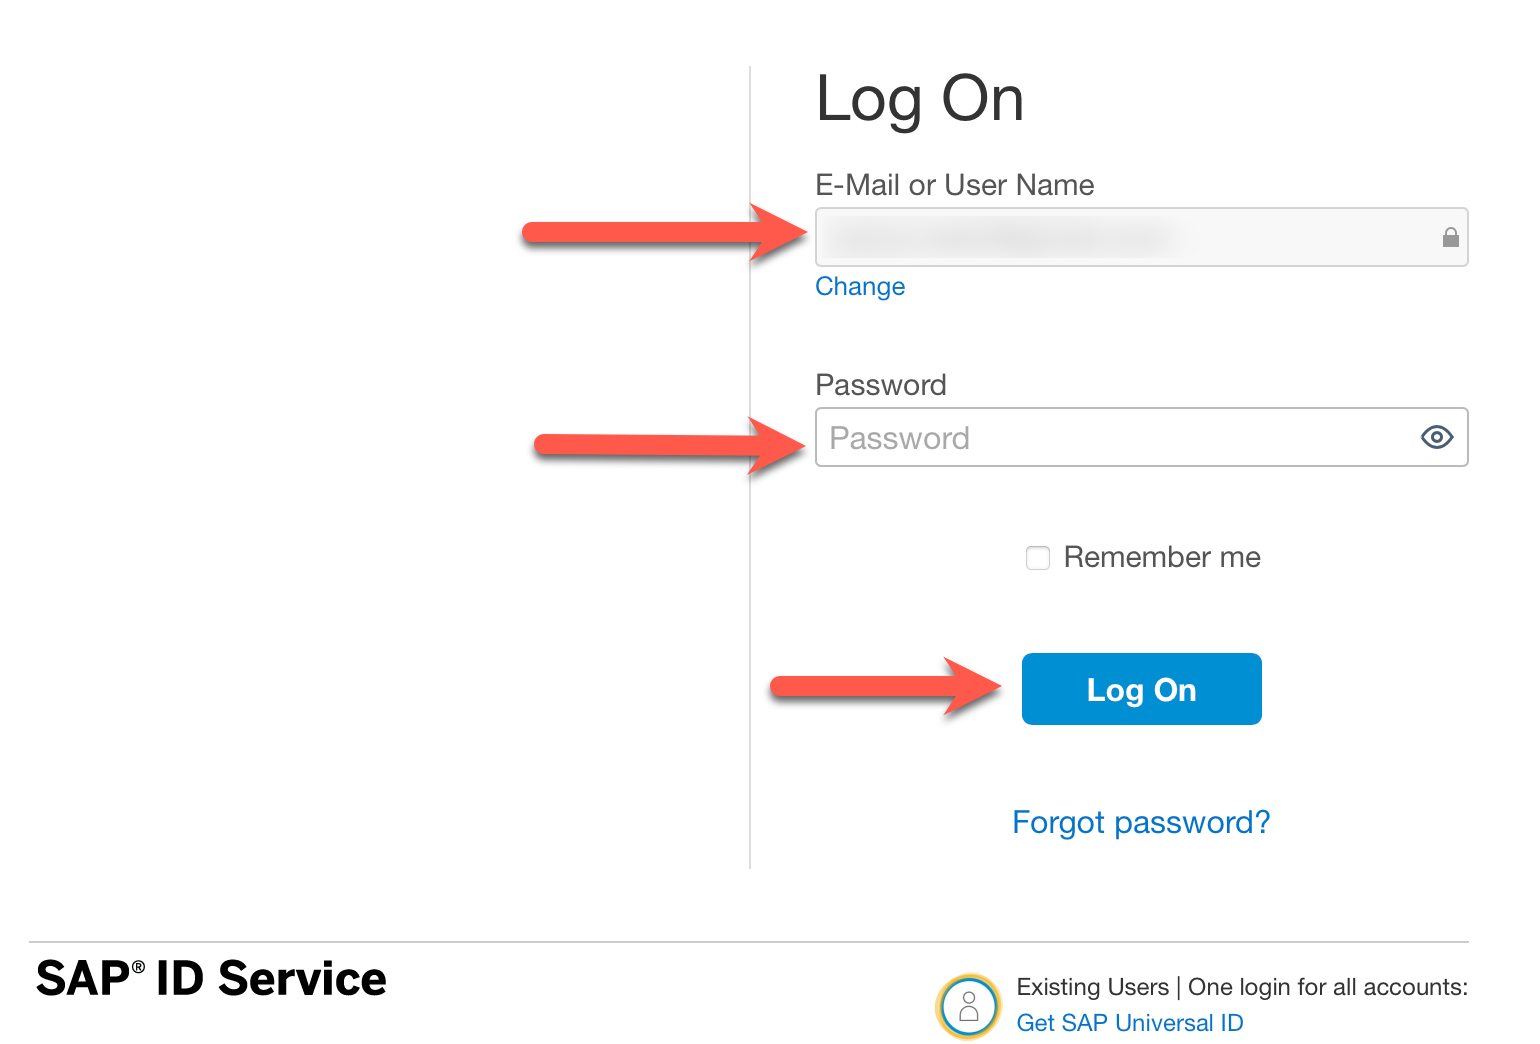 Log On
E-Mail or User Name
Change
Password
Password
Remember me
Log On
Forgot password?
SAP® ID Service
Existing Users | One login for all accounts:
Get SAP Universal ID